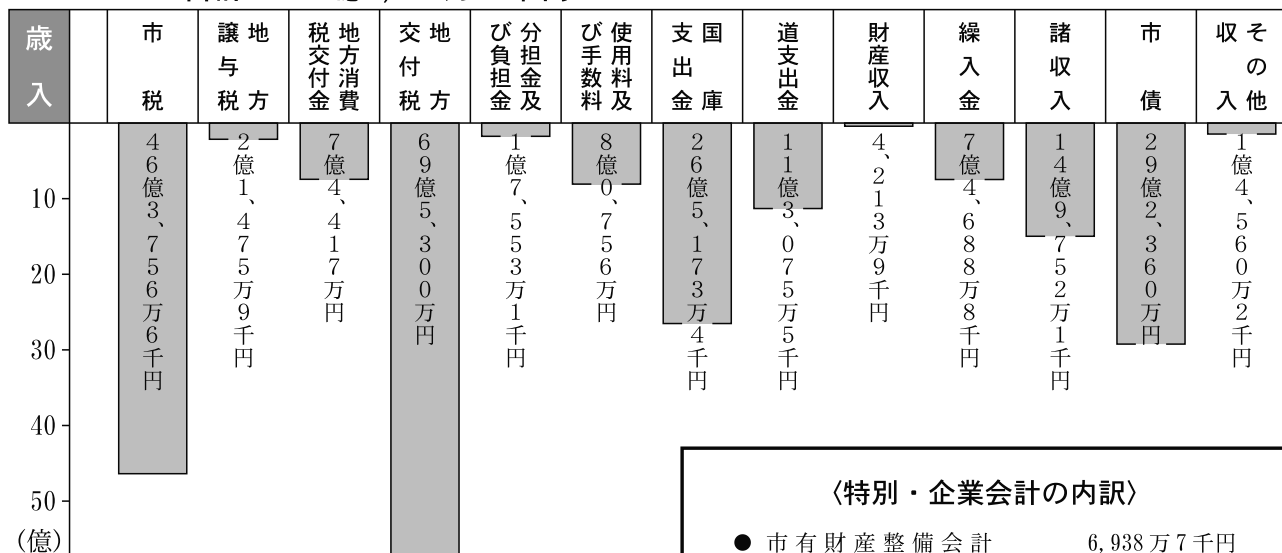 歳入
市税
地方譲与税
地方消費税交付金
地方交付税
分担金及び負担金
使用料及び手数料
国庫支出金
道支出金
財産収入
繰入金
諸収入
市債
その他収入
46億3、756万6千円
2億1、475万9千円
7億4、417万円
69億5、300万円
1億7、553万1千円
8億0、756万円
26億5、173万4千円
11億3、075万5千円
4、213万9千円
7億4、688万8千円
14億9、752万1千円
29億2、360万円
1億4、560万2千円
10
20
30
40
50
(億)
〈特別・企業会計の内訳〉
● 市有財産整備会計 6,938万7千円